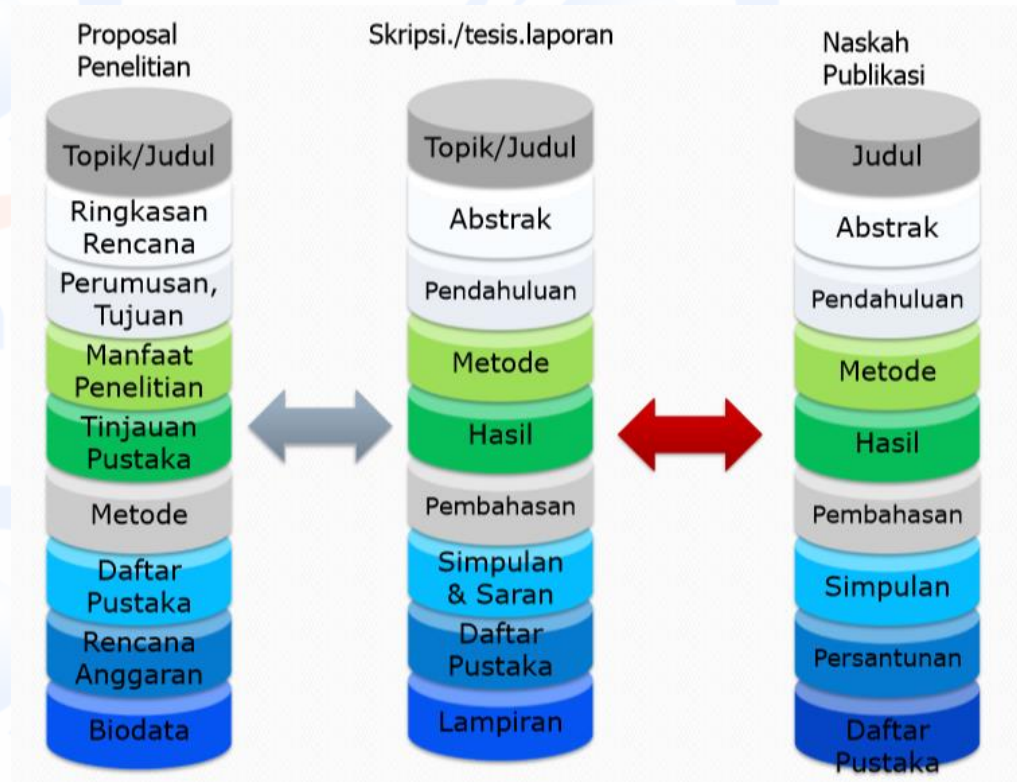 Proposal
Penelitian
Topik/Judul
Ringkasan
Rencana
Perumusan,
Tujuan
Manfaat
Penelitian
Tinjauan
Pustaka
Metode
Daftar
Pustaka
Rencana
Anggaran
Biodata
Skripsi./tesis.laporan
Topik/Judul
Abstrak
Pendahuluan
Metode
Hasil
Pembahasan
Simpulan
& Saran
Daftar
Pustaka
Lampiran
Naskah
Publikasi
Judul
Abstrak
Pendahuluan
Metode
Hasil
Pembahasan
Simpulan
Persantunan
Daftar
Pustaka